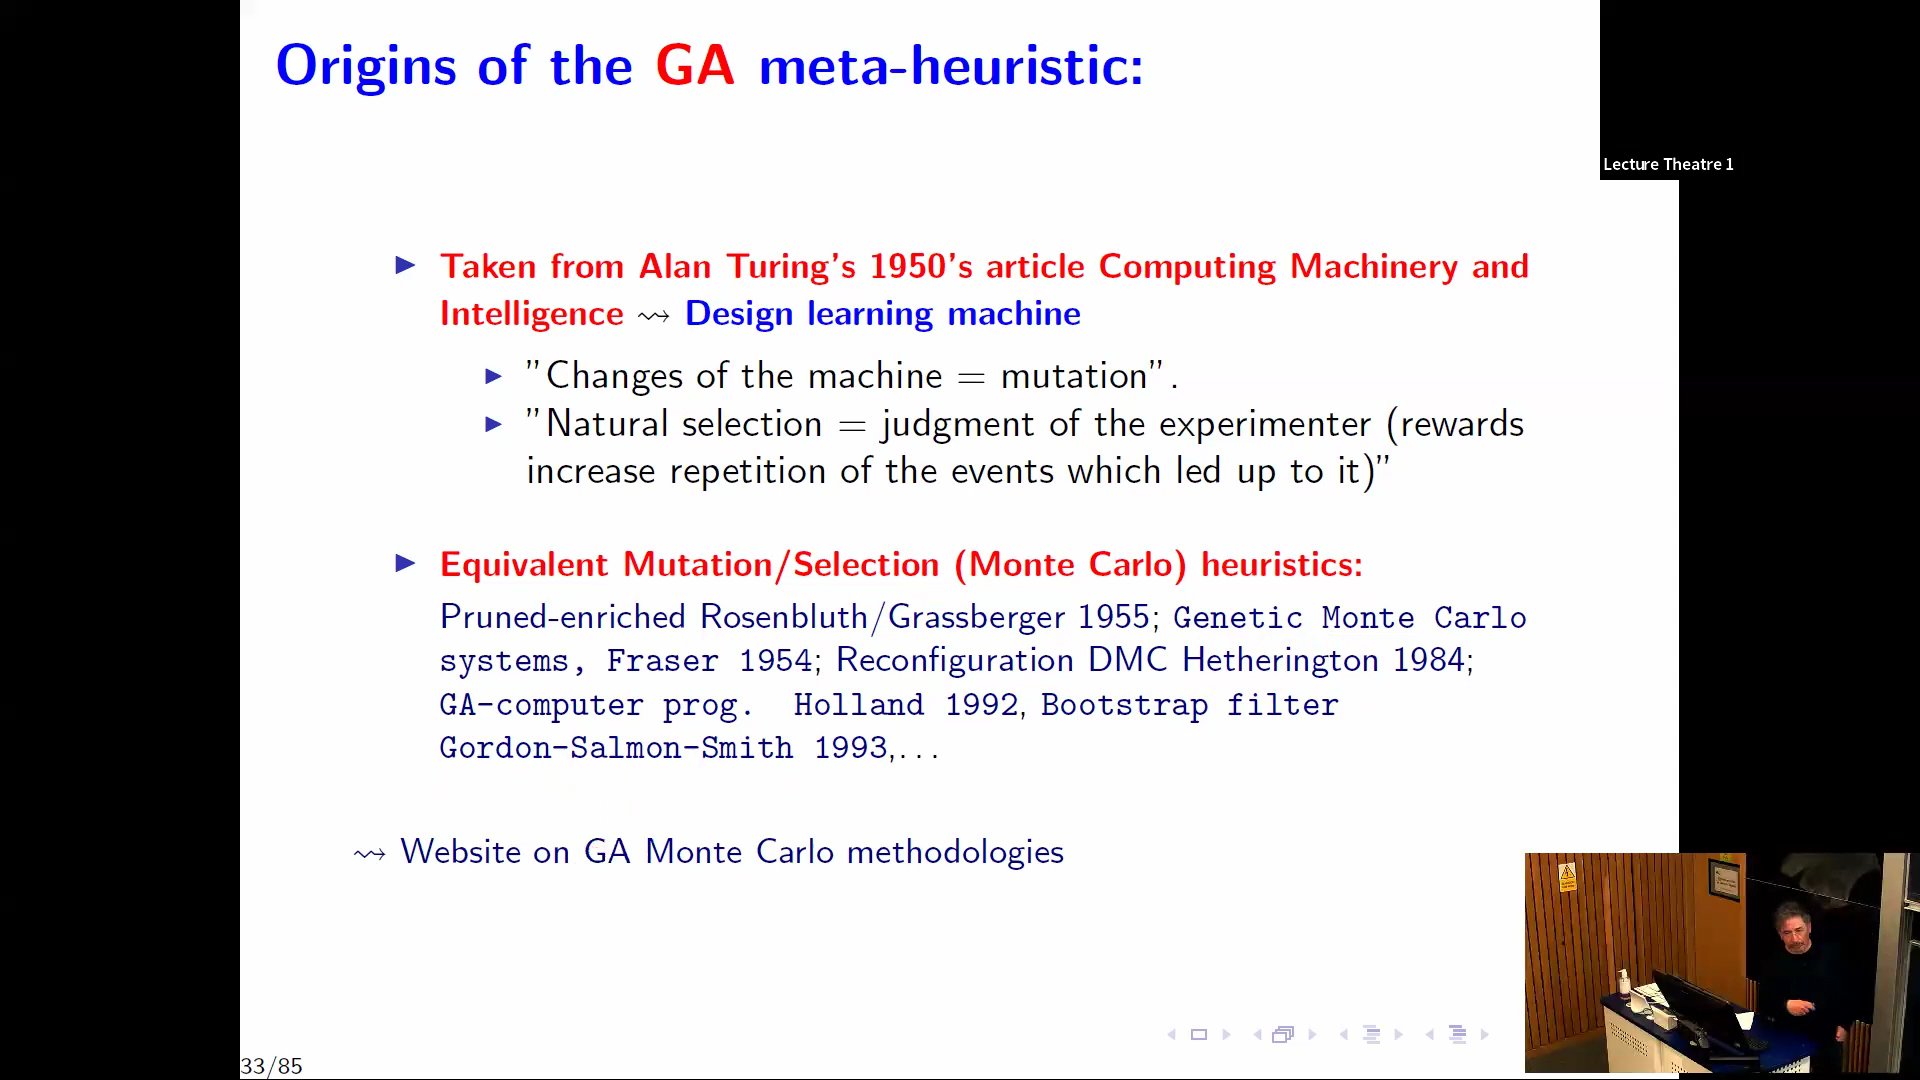 Origins of the GA meta-heuristic:
Lecture Theatre 1
▶ Taken from Alan Turing's 1950's article Computing Machinery and
Intelligence ⇝ Design learning machine
▶ "Changes of the machine = mutation".
▶ "Natural selection = judgment of the experimenter (rewards
increase repetition of the events which led up to it)"
▶ Equivalent Mutation/Selection (Monte Carlo) heuristics:
Pruned-enriched Rosenbluth/Grassberger 1955; Genetic Monte Carlo
systems, Fraser 1954; Reconfiguration DMC Hetherington 1984;
GA-computer prog. Holland 1992, Bootstrap filter
Gordon-Salmon-Smith 1993,...
⇝ Website on GA Monte Carlo methodologies
33/85